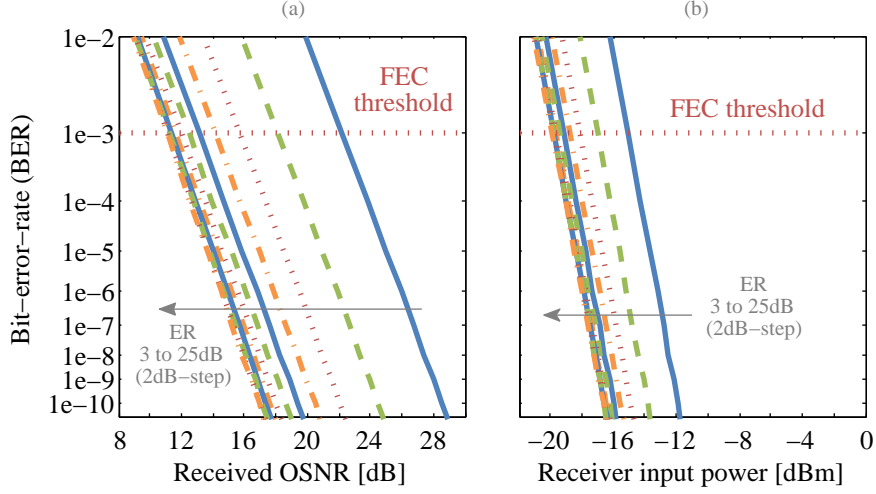 (a)
(b)
Bit−error−rate (BER)
1e−2
1e−3
1e−4
1e−5
1e−6
1e−7
1e−8
1e−9
1e−10
FEC
threshold
ER
3 to 25dB
(2dB−step)
8 12 16 20 24 28
Received OSNR [dB]
FEC threshold
ER
3 to 25dB
(2dB−step)
−20 −16 −12 −8 −4 0
Receiver input power [dBm]